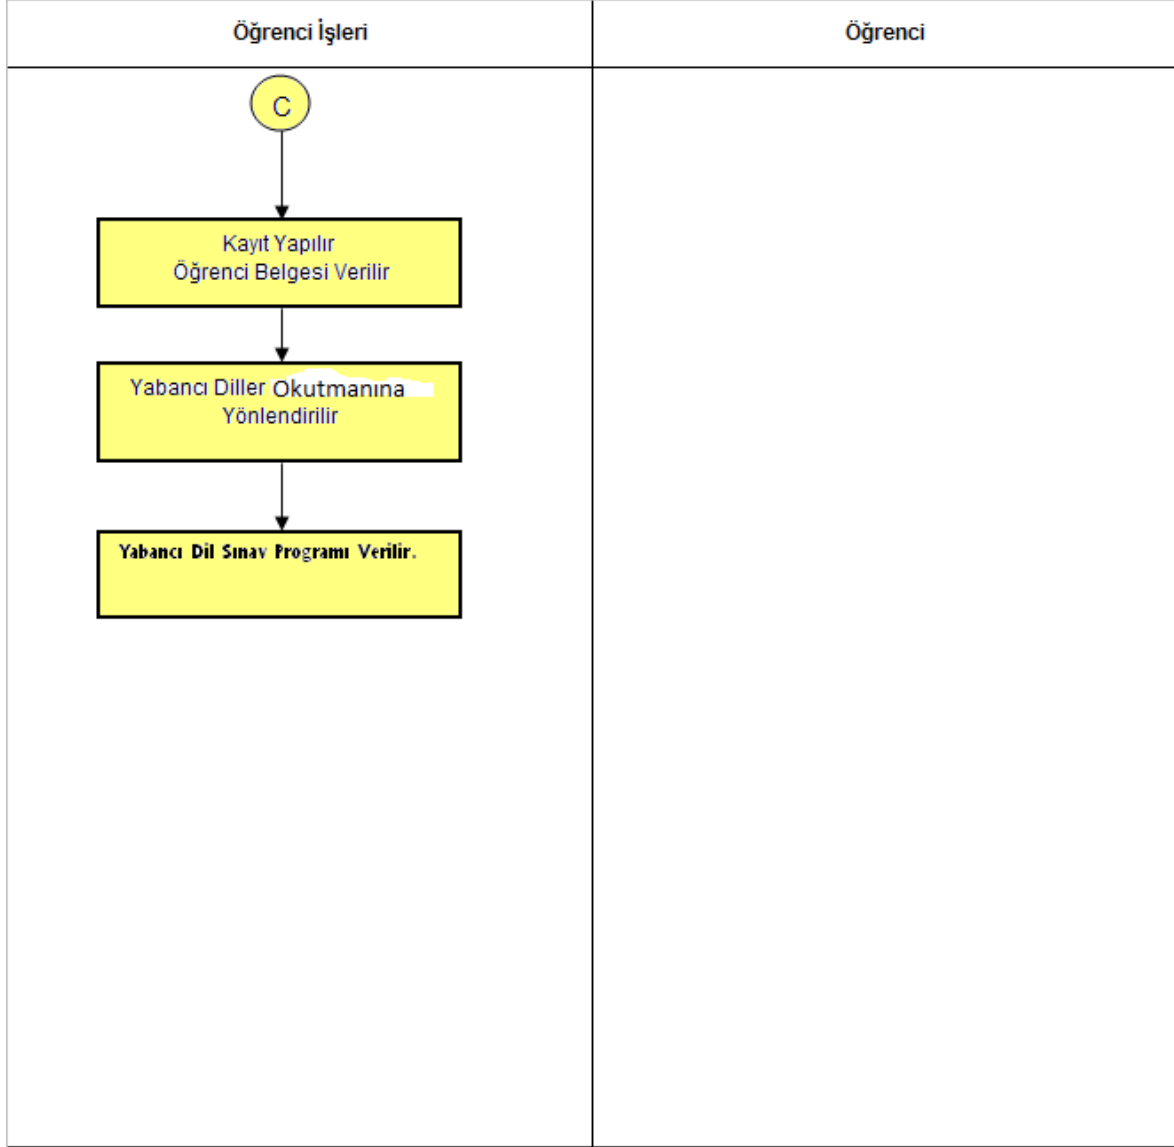 Öğrenci İşleri
Öğrenci
C
Kayıt Yapılır
Öğrenci Belgesi Verilir
Yabancı Diller Okutmanına
Yönlendirilir
Yabancı Dil Sınav Programı Verilir.